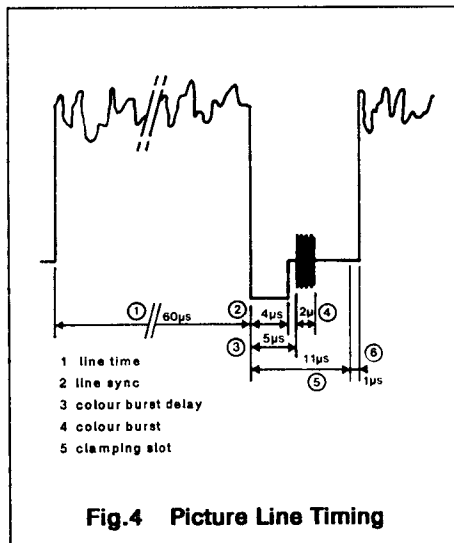 ① 60µs
② 4µs 2µ ④
③ 5µs
11µs ⑥
⑤ 1µs
1 line time
2 line sync
3 colour burst delay
4 colour burst
5 clamping slot
Fig.4 Picture Line Timing